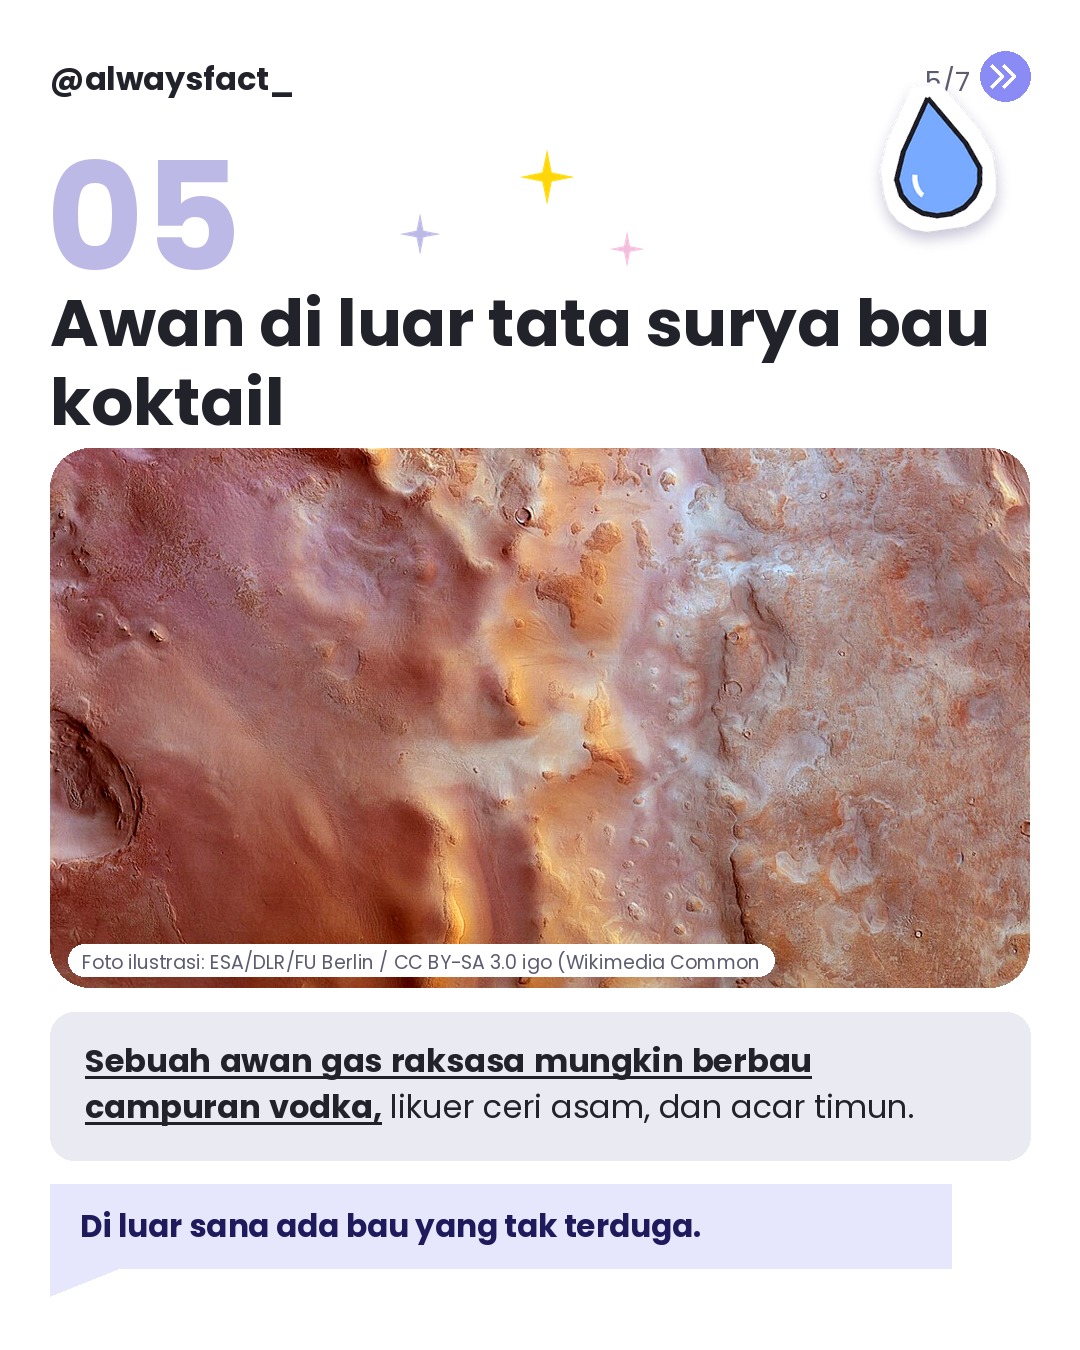 @alwaysfact_
5/7
05
Awan di luar tata surya bau
koktail
Foto ilustrasi: ESA/DLR/FU Berlin / CC BY-SA 3.0 igo (Wikimedia Common
Sebuah awan gas raksasa mungkin berbau
campuran vodka, likuer ceri asam, dan acar timun.
Di luar sana ada bau yang tak terduga.